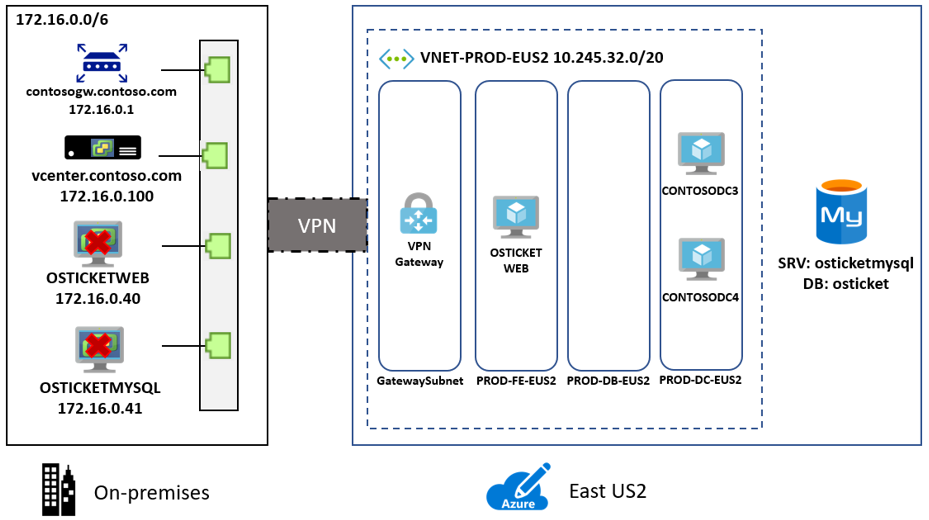 172.16.0.0/6
contosogw.contoso.com
172.16.0.1
vcenter.contoso.com
172.16.0.100
OSTICKETWEB
172.16.0.40
OSTICKETMYSQL
172.16.0.41
On-premises
VPN
VNET-PROD-EUS2 10.245.32.0/20
VPN
Gateway
GatewaySubnet
OSTICKET
WEB
PROD-FE-EUS2
PROD-DB-EUS2
CONTOSODC3
CONTOSODC4
PROD-DC-EUS2
My
SRV: osticketmysql
DB: osticket
Azure
East US2